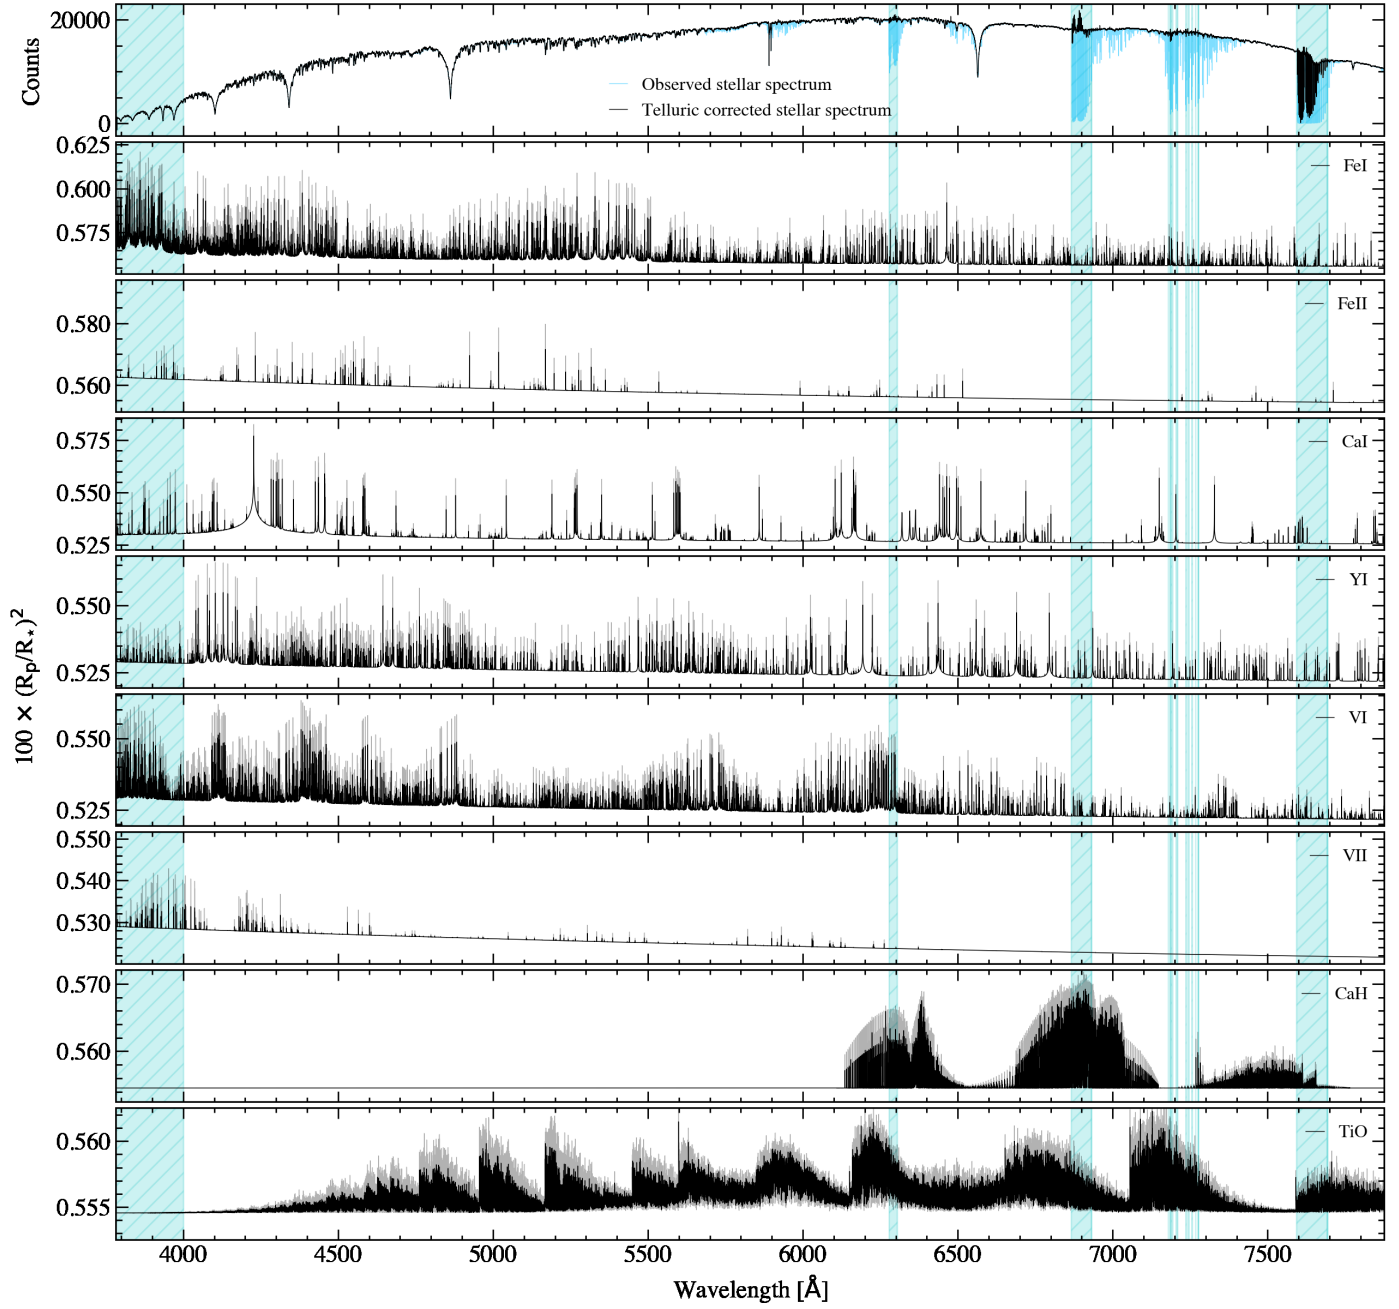 20000
Counts
0
Observed stellar spectrum
Telluric corrected stellar spectrum
0.625
0.600
0.575
FeI
0.580
0.560
FeII
0.575
0.550
0.525
CaI
0.550
0.525
YI
100 × (Rp/R⋆)²
0.550
0.525
VI
0.550
0.540
0.530
VII
0.570
0.560
CaH
0.560
0.555
TiO
4000 4500 5000 5500 6000 6500 7000 7500
Wavelength [Å]